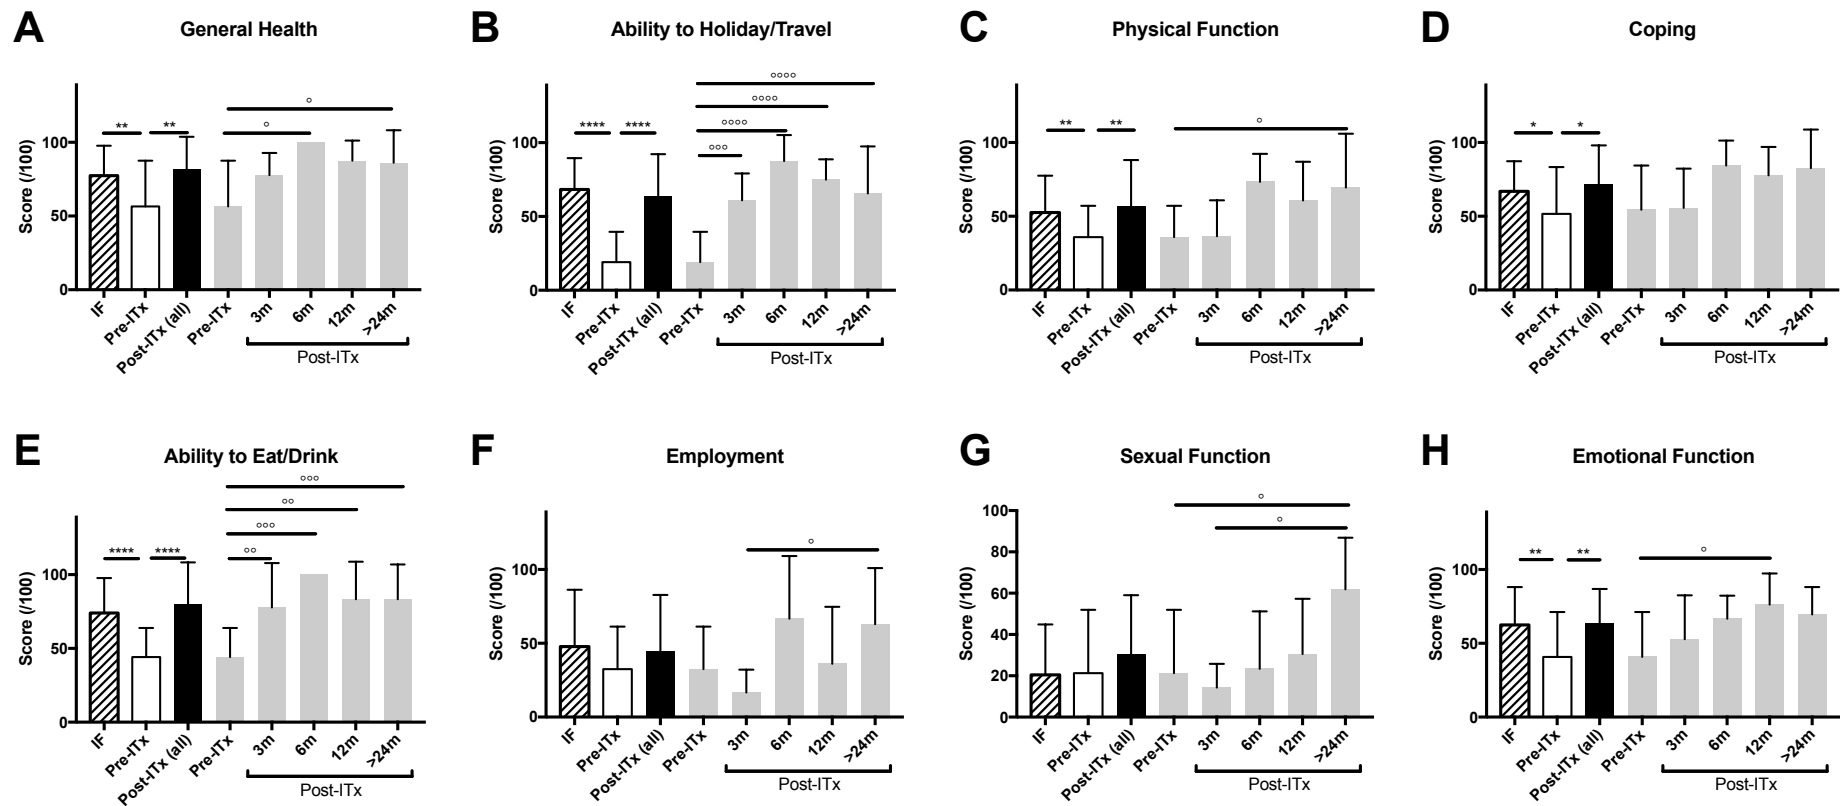 A General Health
Score (/100)
100
50
0
** **
°
°
IF Pre-ITx Post-ITx (all) Pre-ITx 3m 6m 12m >24m
Post-ITx
B Ability to Holiday/Travel
Score (/100)
100
50
0
**** ****
°°°°
°°°°
°°°°
°°°
IF Pre-ITx Post-ITx (all) Pre-ITx 3m 6m 12m >24m
Post-ITx
C Physical Function
Score (/100)
100
50
0
** **
°
IF Pre-ITx Post-ITx (all) Pre-ITx 3m 6m 12m >24m
Post-ITx
D Coping
Score (/100)
100
50
0
* *
IF Pre-ITx Post-ITx (all) Pre-ITx 3m 6m 12m >24m
Post-ITx
E Ability to Eat/Drink
Score (/100)
100
50
0
**** ****
°°°
°°
°°°
°°
IF Pre-ITx Post-ITx (all) Pre-ITx 3m 6m 12m >24m
Post-ITx
F Employment
Score (/100)
100
50
0
°
IF Pre-ITx Post-ITx (all) Pre-ITx 3m 6m 12m >24m
Post-ITx
G Sexual Function
Score (/100)
100
80
60
40
20
0
°
°
IF Pre-ITx Post-ITx (all) Pre-ITx 3m 6m 12m >24m
Post-ITx
H Emotional Function
Score (/100)
100
50
0
** **
°
IF Pre-ITx Post-ITx (all) Pre-ITx 3m 6m 12m >24m
Post-ITx